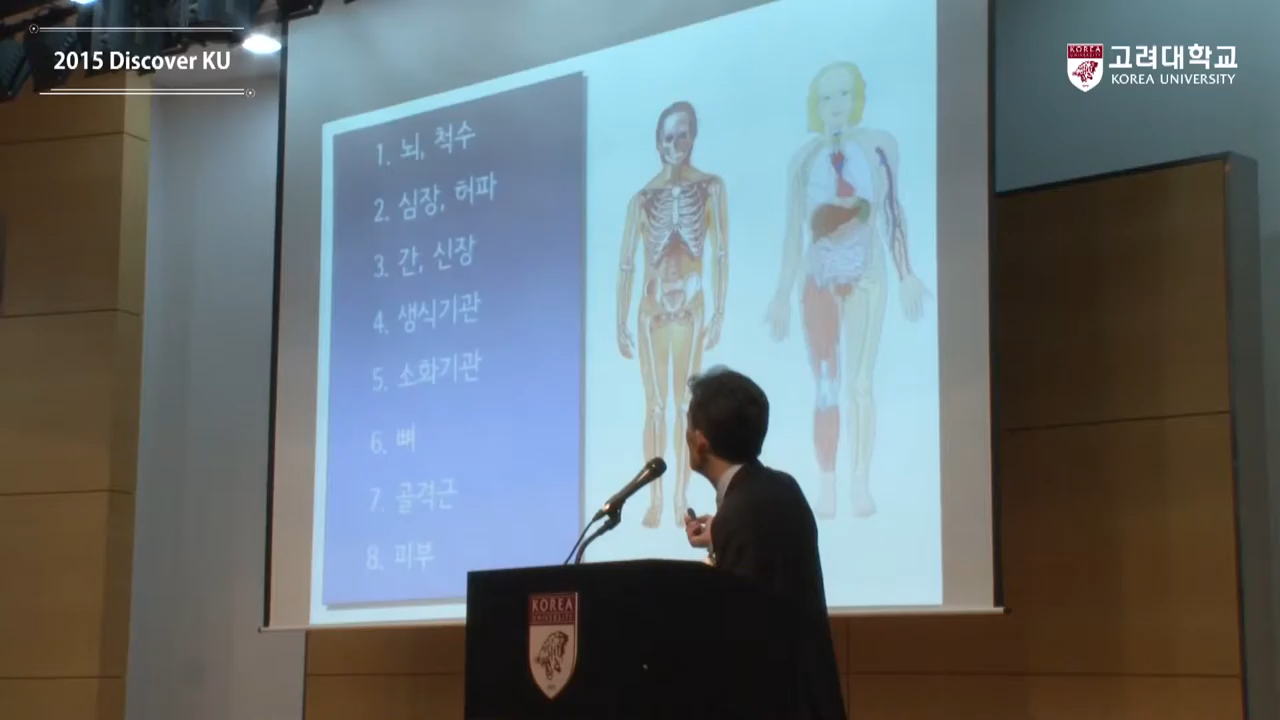 2015 Discover KU
KOREA
고려대학교
KOREA UNIVERSITY
1. 뇌, 척수
2. 심장, 허파
3. 간, 신장
4. 생식기관
5. 소화기관
6. 뼈
7. 골격근
8. 피부
KOREA